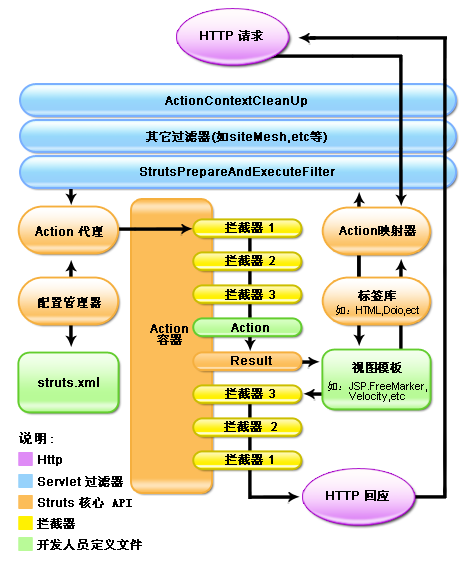 HTTP 请求
ActionContextCleanUp
其它过滤器(如siteMesh,etc等)
StrutsPrepareAndExecuteFilter
Action 代理
拦截器 1
Action映射器
拦截器 2
配置管理器
拦截器 3
标签库
如: HTML,Dojo,ect
Action
容器
Action
struts.xml
Result
视图模板
如: JSP.FreeMarker,
Velocity,etc
拦截器 3
拦截器 2
拦截器 1
HTTP 回应
说明:
Http
Servlet 过滤器
Struts 核心 API
拦截器
开发人员定义文件